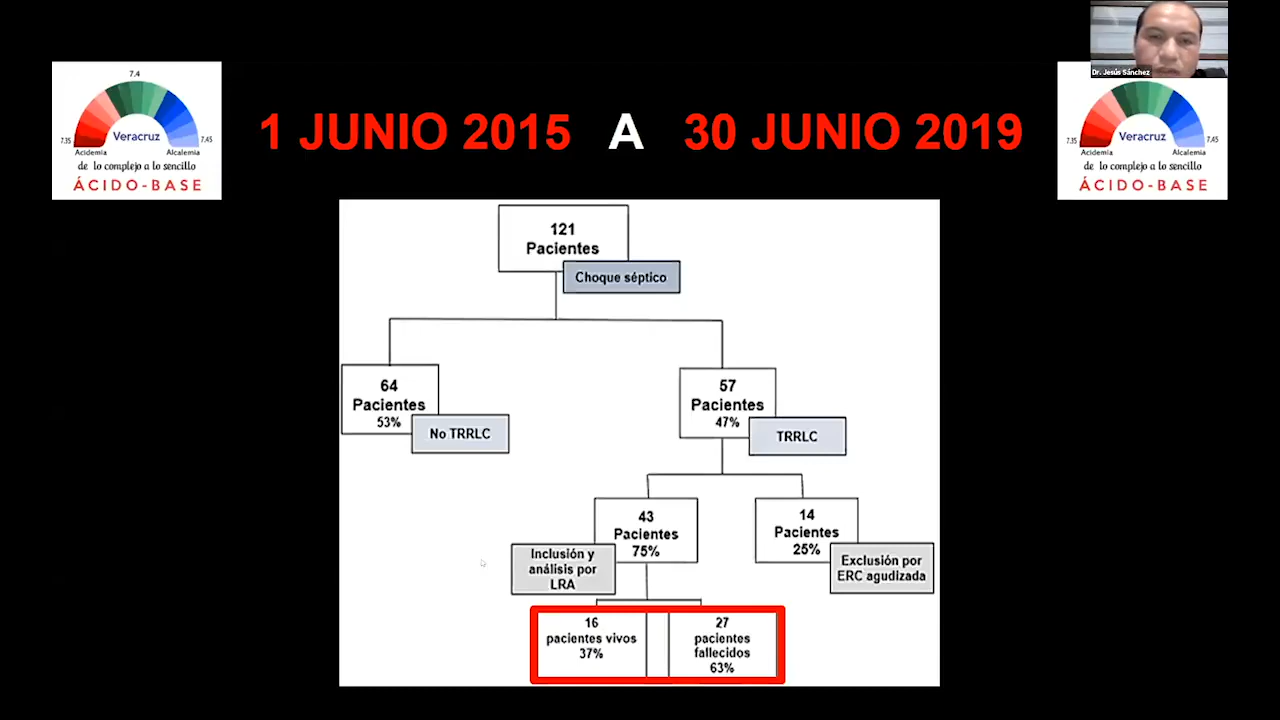 Dr. Jesús Sánchez
7.4
7.35
Veracruz
7.45
Acidemia
Alcalemia
de lo complejo a lo sencillo
ÁCIDO-BASE
1 JUNIO 2015 A 30 JUNIO 2019
7.35
Veracruz
7.45
Acidemia
Alcalemia
de lo complejo a lo sencillo
ÁCIDO-BASE
121
Pacientes
Choque séptico
64
Pacientes
53%
No TRRLC
57
Pacientes
47%
TRRLC
43
Pacientes
75%
Inclusión y
análisis por
LRA
14
Pacientes
25%
Exclusión por
ERC agudizada
16
pacientes vivos
37%
27
pacientes
fallecidos
63%